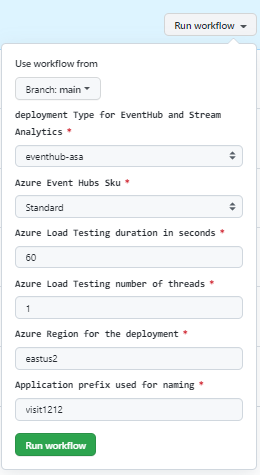 Run workflow
Use workflow from
Branch: main
deployment Type for EventHub and Stream
Analytics *
eventhub-asa
Azure Event Hubs Sku *
Standard
Azure Load Testing duration in seconds *
60
Azure Load Testing number of threads *
1
Azure Region for the deployment *
eastus2
Application prefix used for naming *
visit1212
Run workflow